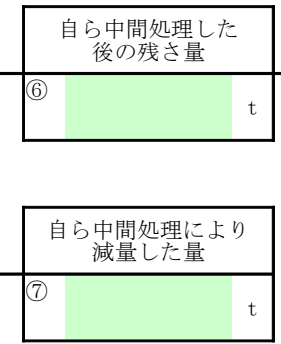 自ら中間処理した
後の残さ量
⑥
t
自ら中間処理により
減量した量
⑦
t